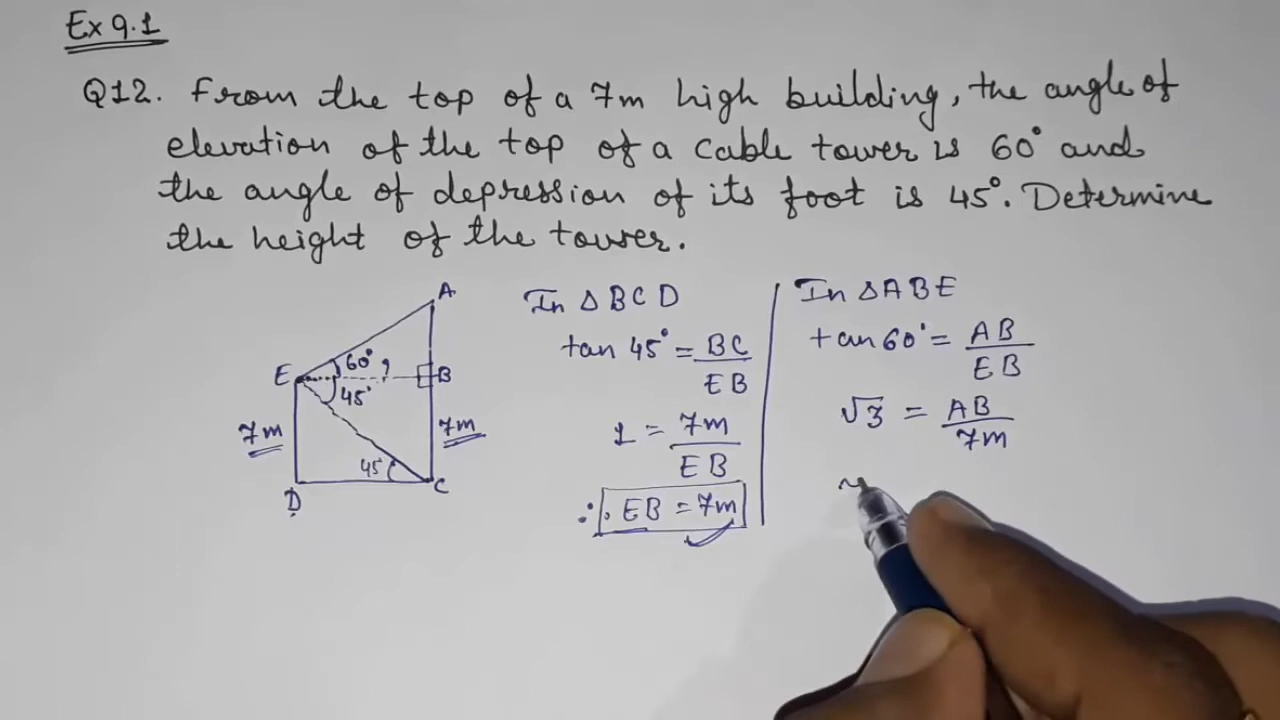 Ex 9.1
Q12. From the top of a 7m high building, the angle of
elevation of the top of a cable tower is 60° and
the angle of depression of its foot is 45°. Determine
the height of the tower.
A
E
60°
?
B
45°
7m
7m
45°
D
C
In △ BCD
tan 45° = BC
EB
1 = 7m
EB
∴ EB = 7m
In △ABE
tan 60° = AB
EB
√3 = AB
7m